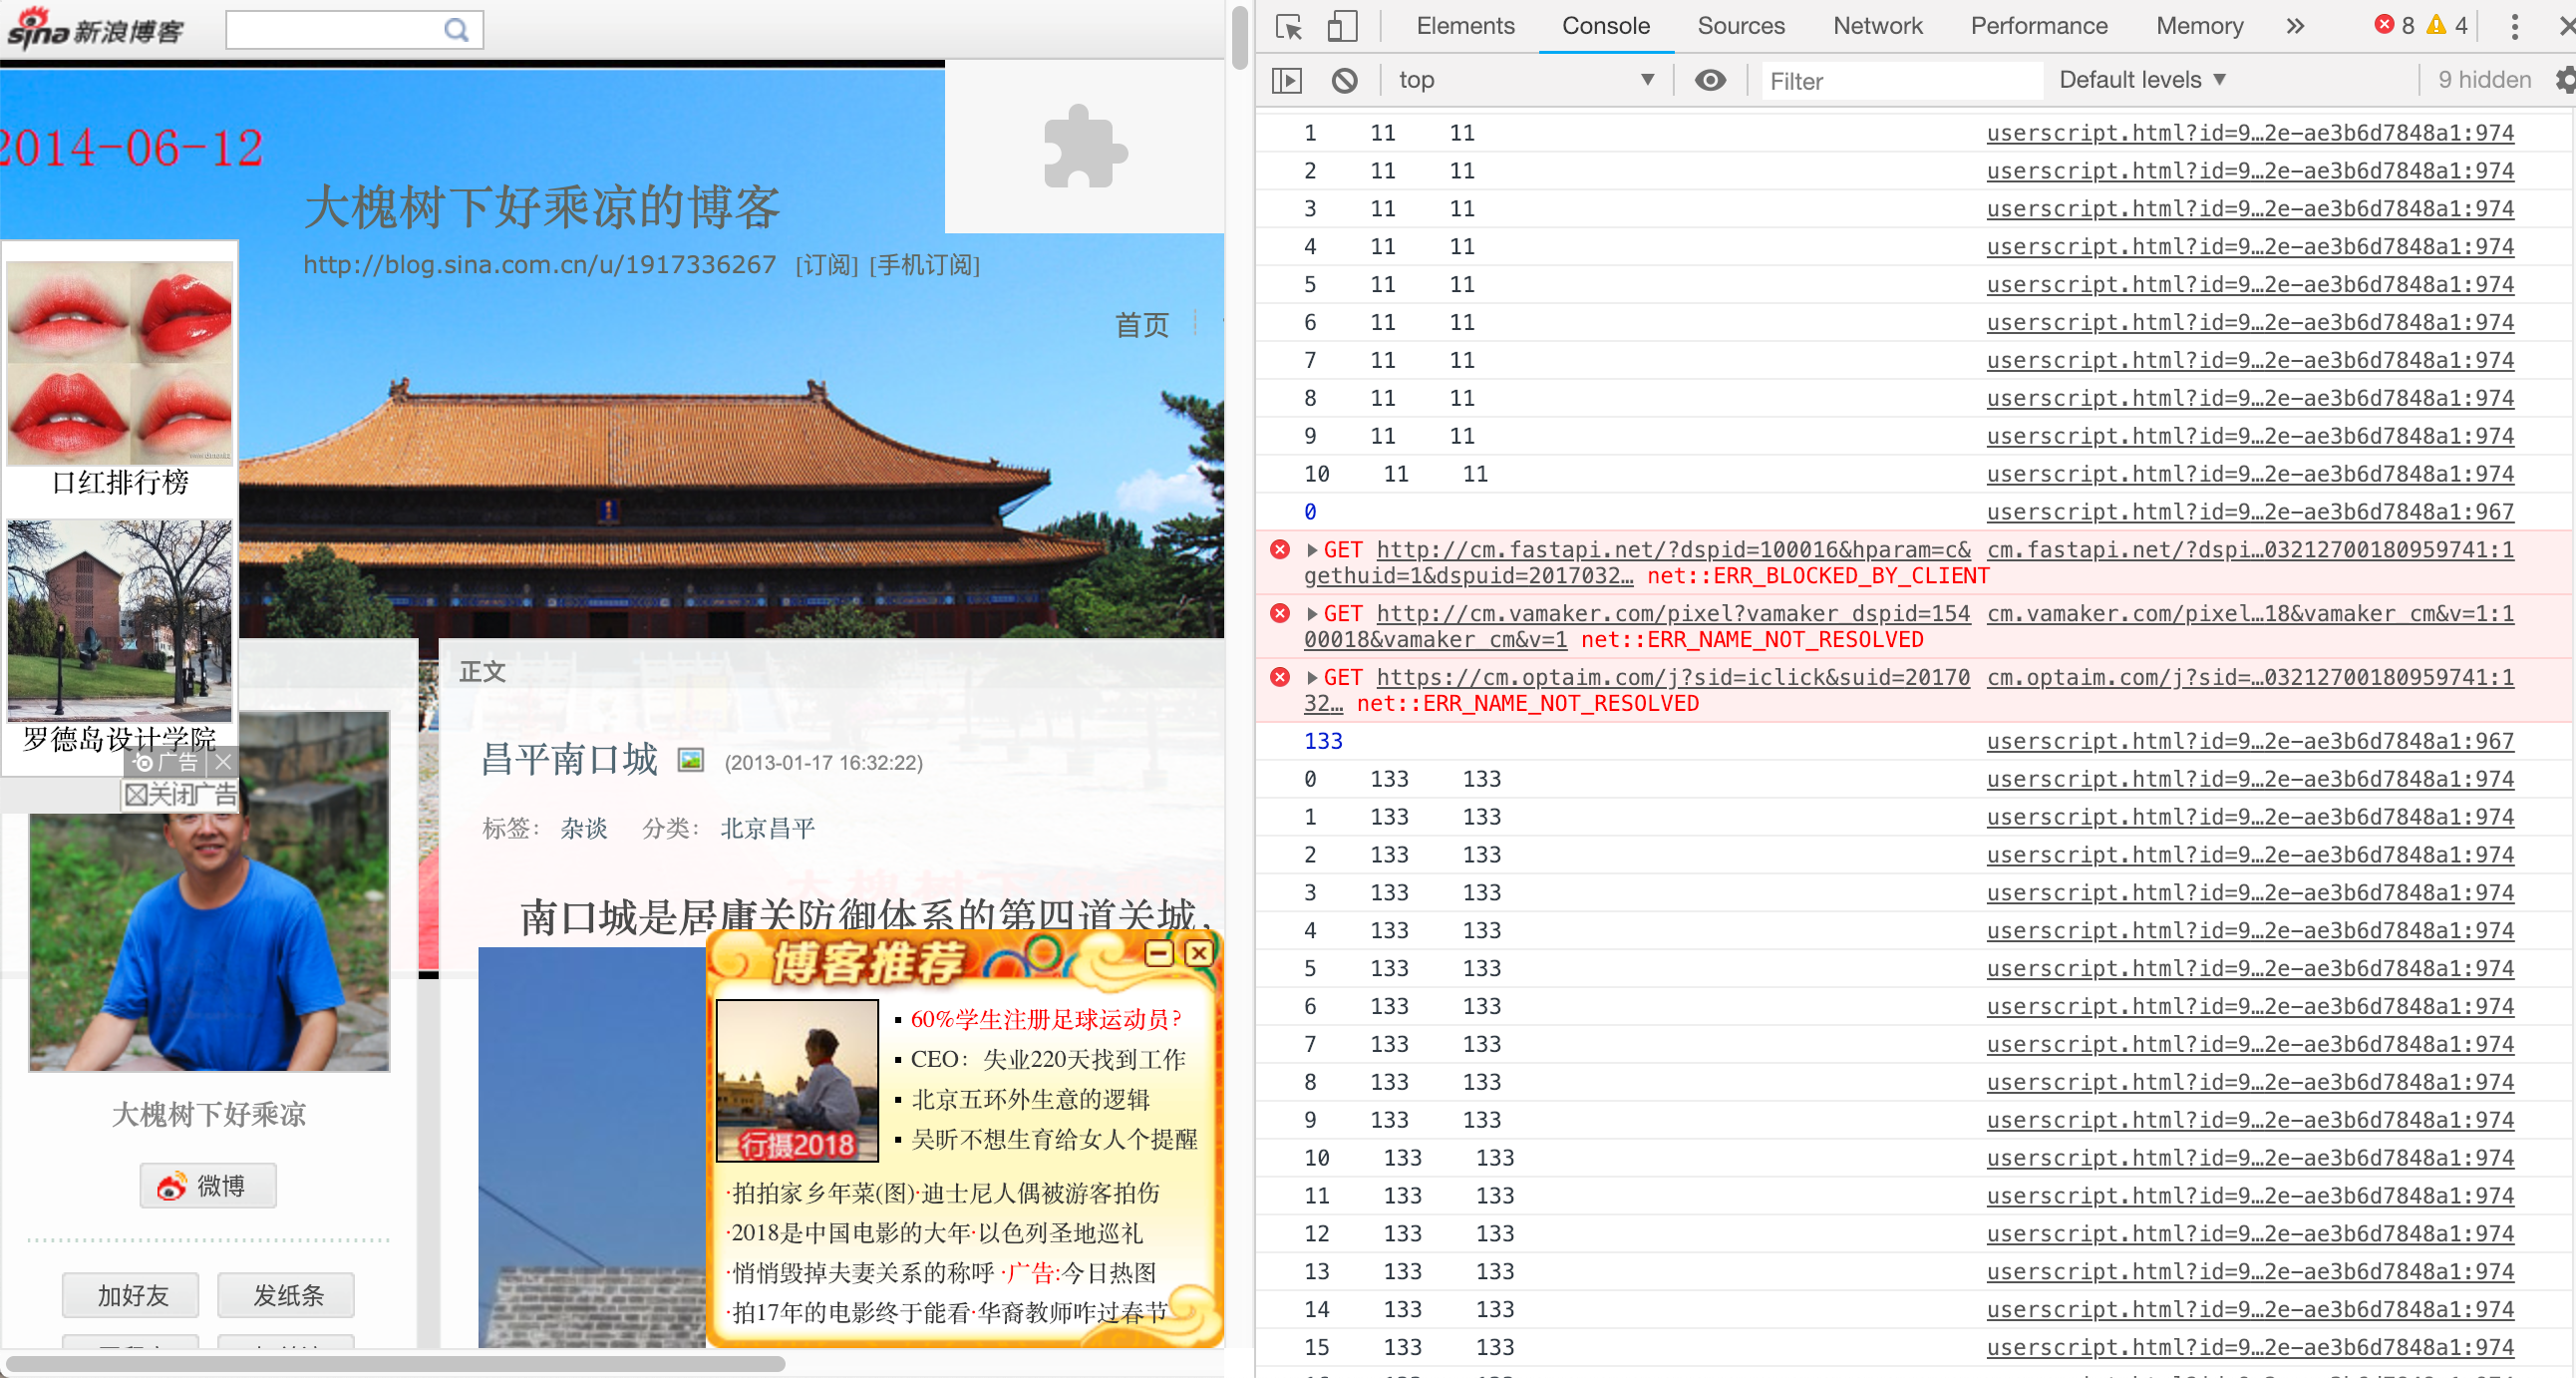 sina 新浪博客
2014-06-12
大槐树下好乘凉的博客
http://blog.sina.com.cn/u/1917336267 [订阅] [手机订阅]
首页
口红排行榜
罗德岛设计学院
广告
关闭广告
正文
昌平南口城 (2013-01-17 16:32:22)
标签： 杂谈 分类： 北京昌平
南口城是居庸关防御体系的第四道关城，
大槐树下好乘凉
微博
加好友 发纸条
博客推荐
行摄2018
▪ 60%学生注册足球运动员?
▪ CEO：失业220天找到工作
▪ 北京五环外生意的逻辑
▪ 吴昕不想生育给女人个提醒
·拍拍家乡年菜(图)·迪士尼人偶被游客拍伤
·2018是中国电影的大年·以色列圣地巡礼
·悄悄毁掉夫妻关系的称呼 ·广告:今日热图
·拍17年的电影终于能看·华裔教师咋过春节
Elements Console Sources Network Performance Memory » 8 4
top Filter Default levels 9 hidden
1 11 11 userscript.html?id=9…2e-ae3b6d7848a1:974
2 11 11 userscript.html?id=9…2e-ae3b6d7848a1:974
3 11 11 userscript.html?id=9…2e-ae3b6d7848a1:974
4 11 11 userscript.html?id=9…2e-ae3b6d7848a1:974
5 11 11 userscript.html?id=9…2e-ae3b6d7848a1:974
6 11 11 userscript.html?id=9…2e-ae3b6d7848a1:974
7 11 11 userscript.html?id=9…2e-ae3b6d7848a1:974
8 11 11 userscript.html?id=9…2e-ae3b6d7848a1:974
9 11 11 userscript.html?id=9…2e-ae3b6d7848a1:974
10 11 11 userscript.html?id=9…2e-ae3b6d7848a1:974
0 userscript.html?id=9…2e-ae3b6d7848a1:967
GET http://cm.fastapi.net/?dspid=100016&hparam=c& cm.fastapi.net/?dspi…03212700180959741:1
gethuid=1&dspuid=2017032… net::ERR_BLOCKED_BY_CLIENT
GET http://cm.vamaker.com/pixel?vamaker_dspid=154 cm.vamaker.com/pixel…18&vamaker_cm&v=1:1
00018&vamaker_cm&v=1 net::ERR_NAME_NOT_RESOLVED
GET https://cm.optaim.com/j?sid=iclick&suid=20170 cm.optaim.com/j?sid=…03212700180959741:1
32… net::ERR_NAME_NOT_RESOLVED
133 userscript.html?id=9…2e-ae3b6d7848a1:967
0 133 133 userscript.html?id=9…2e-ae3b6d7848a1:974
1 133 133 userscript.html?id=9…2e-ae3b6d7848a1:974
2 133 133 userscript.html?id=9…2e-ae3b6d7848a1:974
3 133 133 userscript.html?id=9…2e-ae3b6d7848a1:974
4 133 133 userscript.html?id=9…2e-ae3b6d7848a1:974
5 133 133 userscript.html?id=9…2e-ae3b6d7848a1:974
6 133 133 userscript.html?id=9…2e-ae3b6d7848a1:974
7 133 133 userscript.html?id=9…2e-ae3b6d7848a1:974
8 133 133 userscript.html?id=9…2e-ae3b6d7848a1:974
9 133 133 userscript.html?id=9…2e-ae3b6d7848a1:974
10 133 133 userscript.html?id=9…2e-ae3b6d7848a1:974
11 133 133 userscript.html?id=9…2e-ae3b6d7848a1:974
12 133 133 userscript.html?id=9…2e-ae3b6d7848a1:974
13 133 133 userscript.html?id=9…2e-ae3b6d7848a1:974
14 133 133 userscript.html?id=9…2e-ae3b6d7848a1:974
15 133 133 userscript.html?id=9…2e-ae3b6d7848a1:974